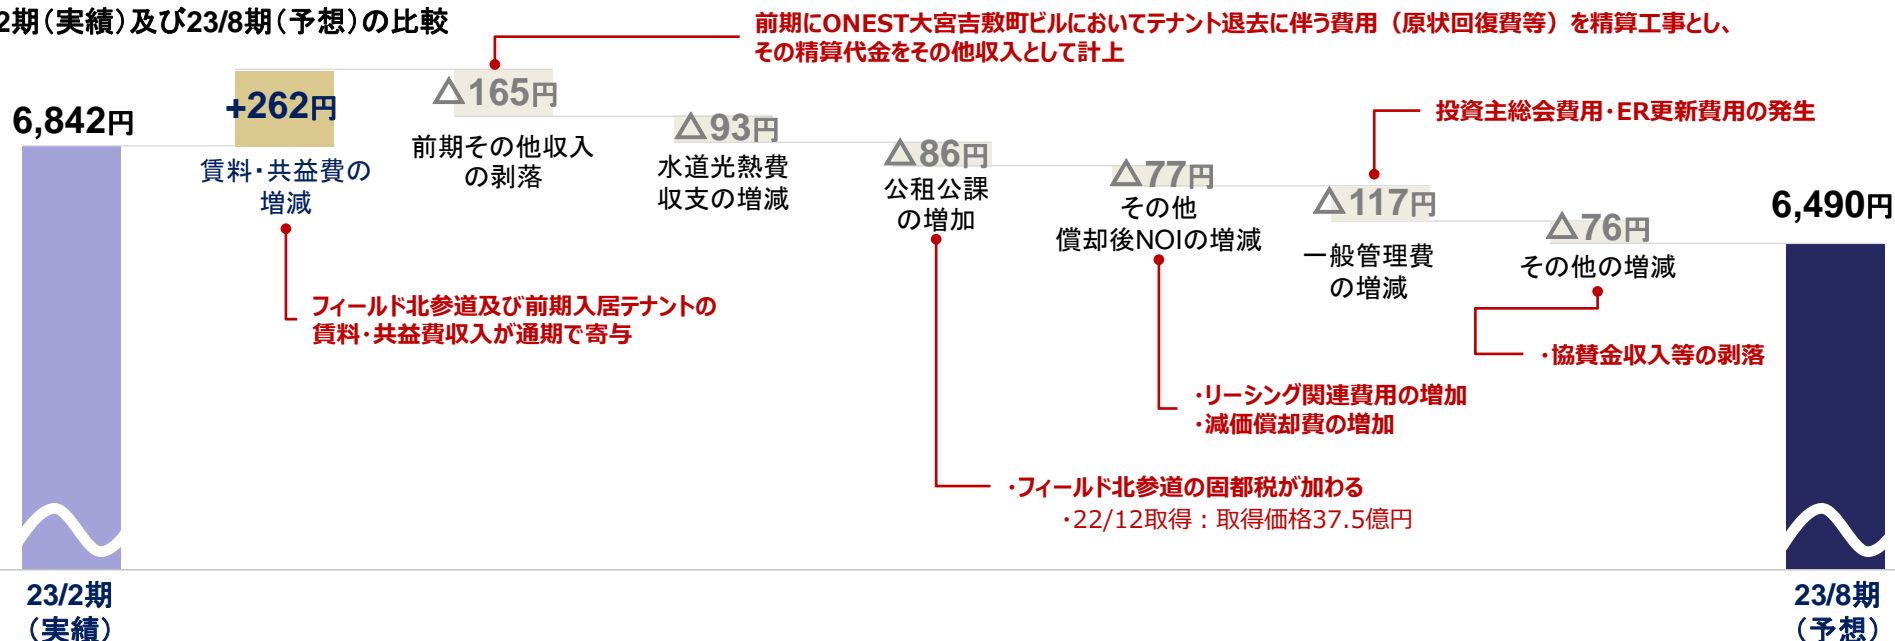 2期(実績)及び23/8期(予想)の比較
前期にONEST大宮吉敷町ビルにおいてテナント退去に伴う費用（原状回復費等）を精算工事とし、
その精算代金をその他収入として計上
6,842円
+262円
賃料・共益費の
増減
△165円
前期その他収入
の剥落
△93円
水道光熱費
収支の増減
△86円
公租公課
の増加
△77円
その他
償却後NOIの増減
投資主総会費用・ER更新費用の発生
△117円
一般管理費
の増減
△76円
その他の増減
6,490円
フィールド北参道及び前期入居テナントの
賃料・共益費収入が通期で寄与
・協賛金収入等の剥落
・リーシング関連費用の増加
・減価償却費の増加
・フィールド北参道の固都税が加わる
・22/12取得：取得価格37.5億円
23/2期
（実績）
23/8期
（予想）